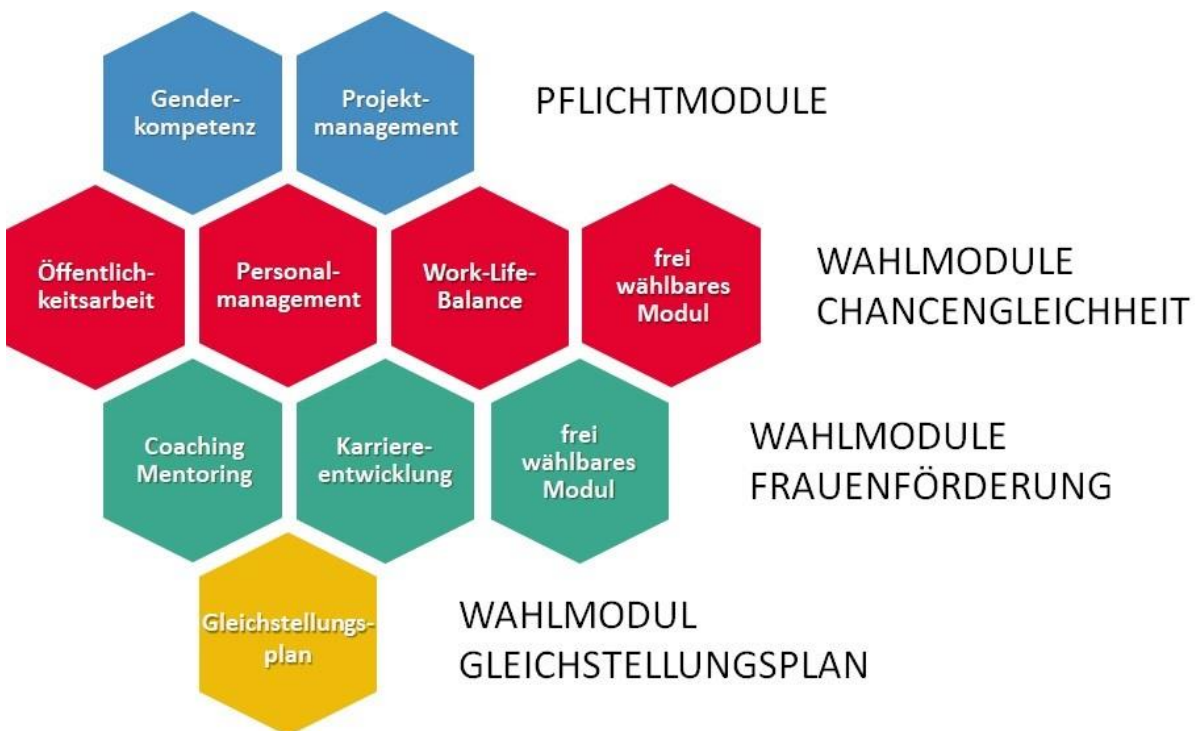 Gender-
kompetenz
Projekt-
management
PFLICHTMODULE
Öffentlich-
keitsarbeit
Personal-
management
Work-Life-
Balance
frei
wählbares
Modul
WAHLMODULE
CHANCENGLEICHHEIT
Coaching
Mentoring
Karriere-
entwicklung
frei
wählbares
Modul
WAHLMODULE
FRAUENFÖRDERUNG
Gleichstellungs-
plan
WAHLMODUL
GLEICHSTELLUNGSPLAN